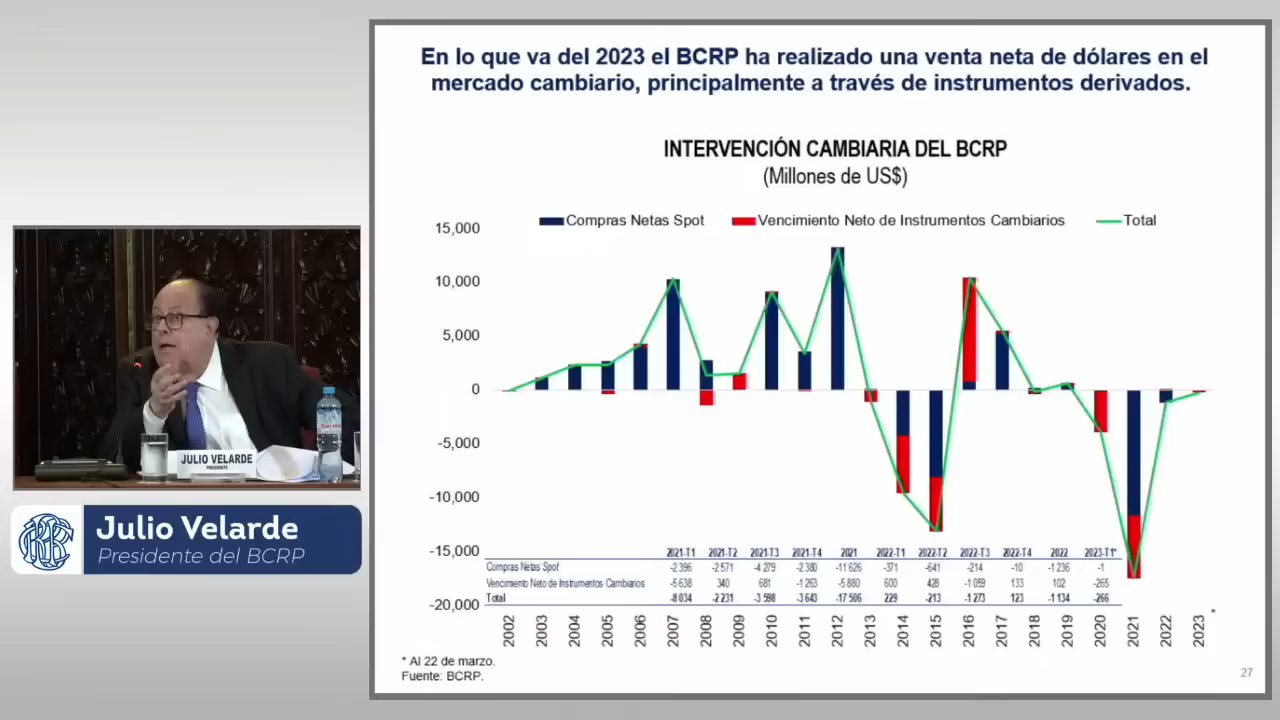 En lo que va del 2023 el BCRP ha realizado una venta neta de dólares en el
mercado cambiario, principalmente a través de instrumentos derivados.
INTERVENCIÓN CAMBIARIA DEL BCRP
(Millones de US$)
Compras Netas Spot Vencimiento Neto de Instrumentos Cambiarios Total
15,000
10,000
5,000
0
-5,000
-10,000
-15,000
-20,000
2021-T1 2021-T2 2021-T3 2021-T4 2021 2022-T1 2022-T2 2022-T3 2022-T4 2022 2023-T1*
Compras Netas Spot -2 396 -2 571 -4 279 -2 380 -11 626 -371 -641 -214 -10 -1 236 -1
Vencimiento Neto de Instrumentos Cambiarios -5 638 340 681 -1 263 -5 880 600 428 -1 059 133 102 -265
Total -8 034 -2 231 -3 598 -3 643 -17 506 229 -213 -1 273 123 -1 134 -266
2002 2003 2004 2005 2006 2007 2008 2009 2010 2011 2012 2013 2014 2015 2016 2017 2018 2019 2020 2021 2022 2023 *
* Al 22 de marzo.
Fuente: BCRP.
27
JULIO VELARDE
PRESIDENTE
Julio Velarde
Presidente del BCRP